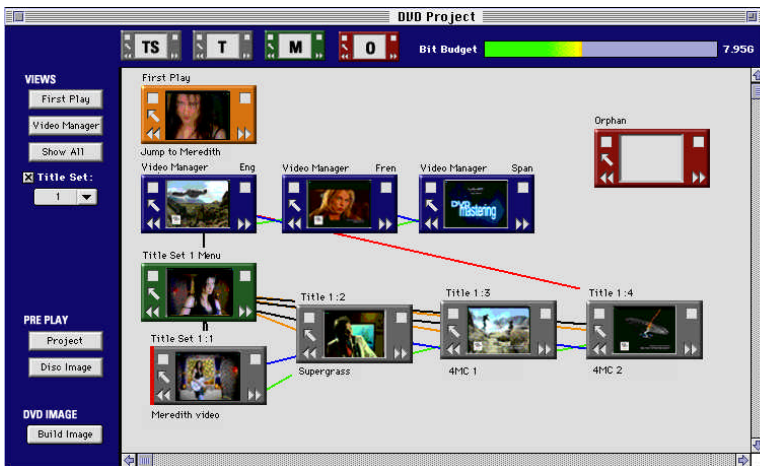 DVD Project
TS T M O Bit Budget 7.95G
VIEWS
First Play
Video Manager
Show All
Title Set:
1
PRE PLAY
Project
Disc Image
DVD IMAGE
Build Image
First Play
Jump to Meredith
Orphan
Video Manager Eng
Video Manager Fren
Video Manager Span
DVD Mastering
Title Set 1 Menu
Title 1:2
Supergrass
Title 1:3
4MC 1
Title 1:4
4MC 2
Title Set 1:1
Meredith video